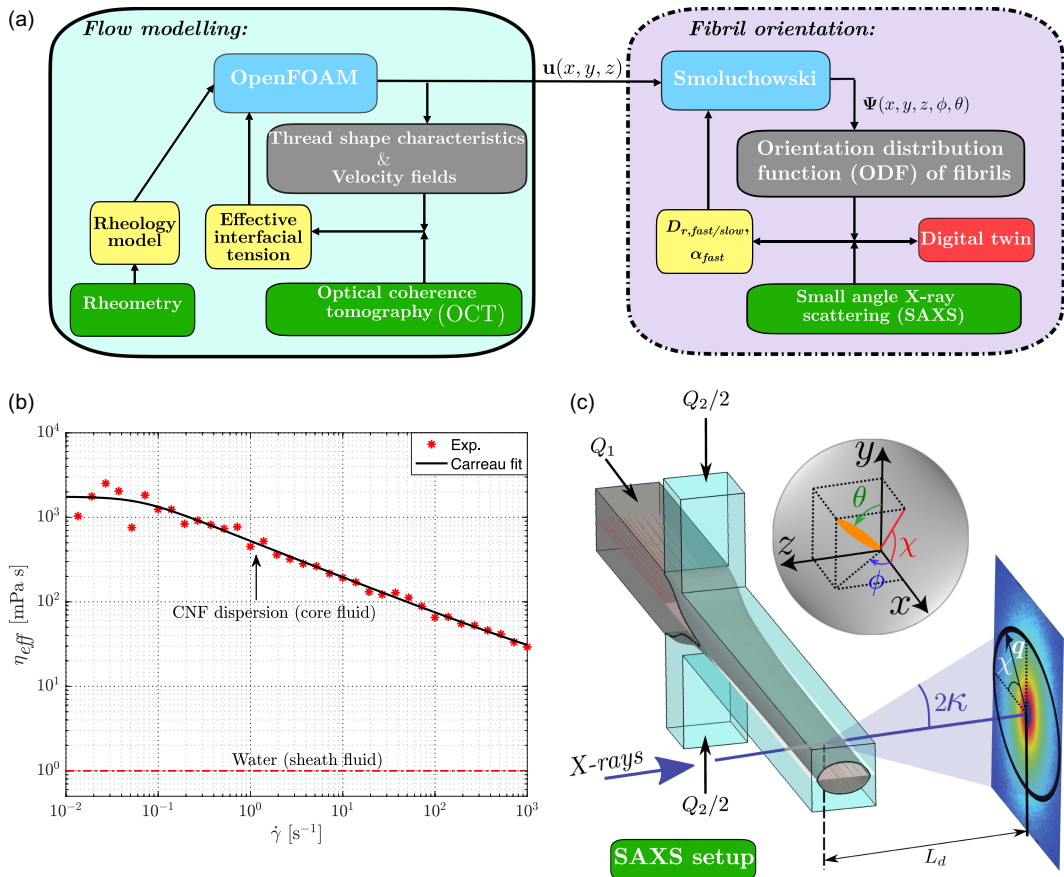 (a)
Flow modelling:
OpenFOAM
Thread shape characteristics
&
Velocity fields
Rheology
model
Effective
interfacial
tension
Rheometry
Optical coherence
tomography (OCT)
u(x, y, z)
Fibril orientation:
Smoluchowski
Ψ(x, y, z, ϕ, θ)
Orientation distribution
function (ODF) of fibrils
D_{r,fast/slow},
α_{fast}
Digital twin
Small angle X-ray
scattering (SAXS)
(b)
10^4
10^3
10^2
10^1
10^0
η_{eff} [mPa s]
Exp.
Carreau fit
CNF dispersion (core fluid)
Water (sheath fluid)
10^{-2}
10^{-1}
10^0
10^1
10^2
10^3
γ̇ [s^{-1}]
(c)
Q_2/2
Q_1
y
θ
z
χ
ϕ
x
q
χ
2κ
X-rays
Q_2/2
SAXS setup
L_d